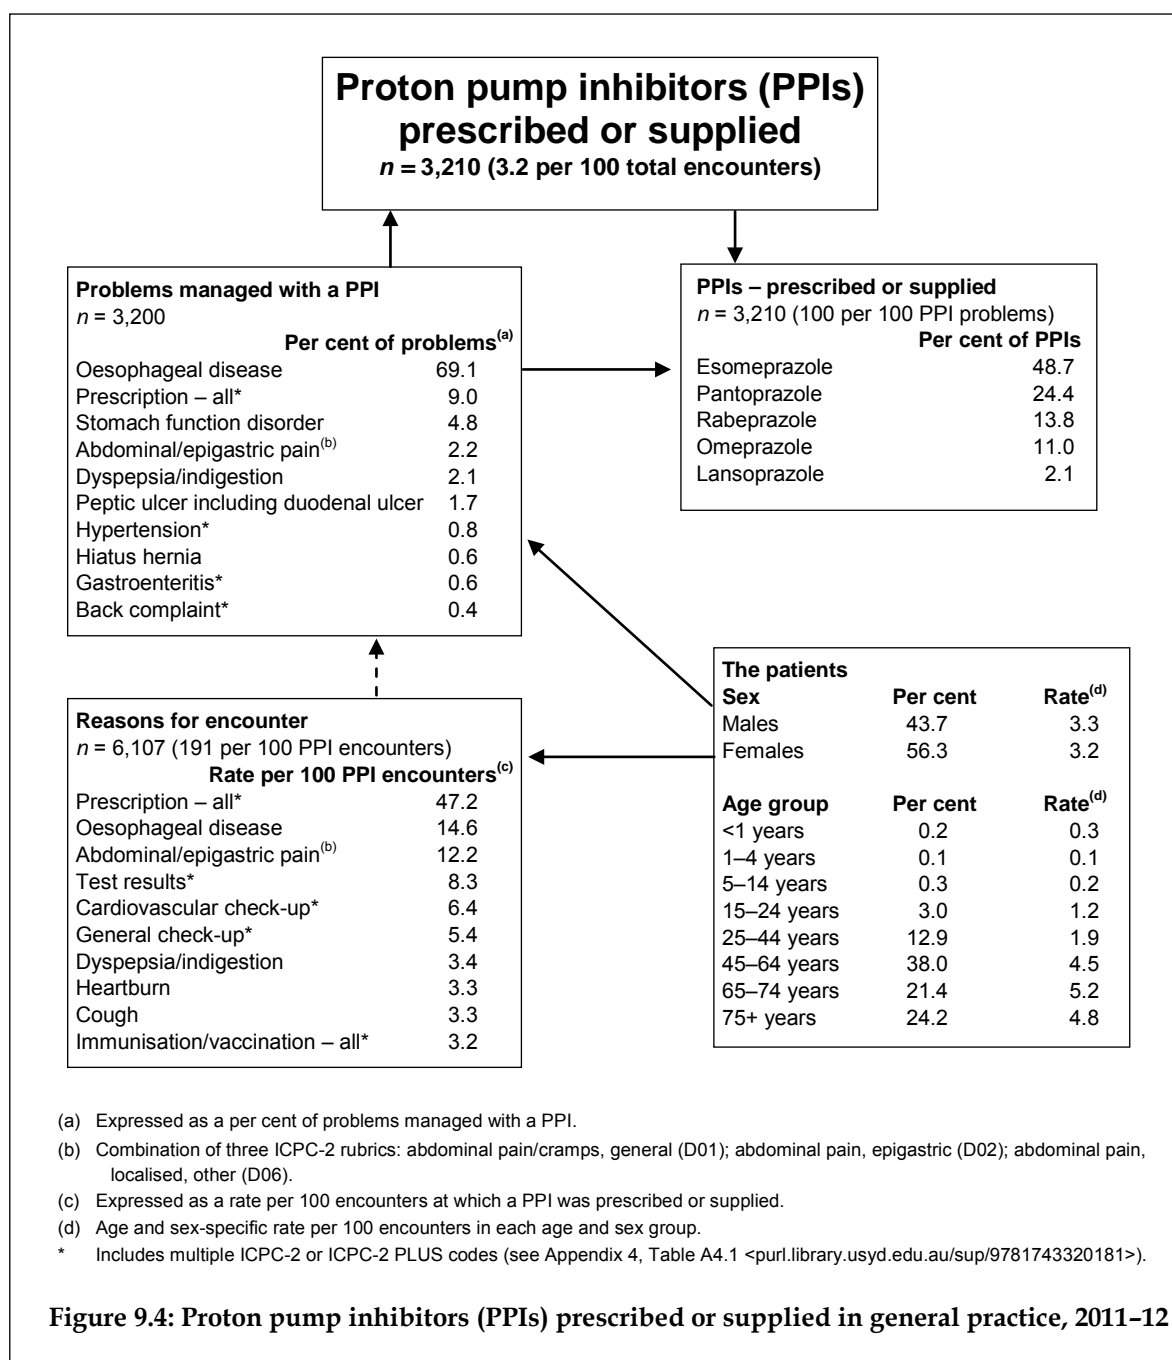 Proton pump inhibitors (PPIs)
prescribed or supplied
n = 3,210 (3.2 per 100 total encounters)
Problems managed with a PPI
n = 3,200
Per cent of problems(a)
Oesophageal disease 69.1
Prescription – all* 9.0
Stomach function disorder 4.8
Abdominal/epigastric pain(b) 2.2
Dyspepsia/indigestion 2.1
Peptic ulcer including duodenal ulcer 1.7
Hypertension* 0.8
Hiatus hernia 0.6
Gastroenteritis* 0.6
Back complaint* 0.4
PPIs – prescribed or supplied
n = 3,210 (100 per 100 PPI problems)
Per cent of PPIs
Esomeprazole 48.7
Pantoprazole 24.4
Rabeprazole 13.8
Omeprazole 11.0
Lansoprazole 2.1
Reasons for encounter
n = 6,107 (191 per 100 PPI encounters)
Rate per 100 PPI encounters(c)
Prescription – all* 47.2
Oesophageal disease 14.6
Abdominal/epigastric pain(b) 12.2
Test results* 8.3
Cardiovascular check-up* 6.4
General check-up* 5.4
Dyspepsia/indigestion 3.4
Heartburn 3.3
Cough 3.3
Immunisation/vaccination – all* 3.2
The patients
Sex Per cent Rate(d)
Males 43.7 3.3
Females 56.3 3.2
Age group Per cent Rate(d)
<1 years 0.2 0.3
1–4 years 0.1 0.1
5–14 years 0.3 0.2
15–24 years 3.0 1.2
25–44 years 12.9 1.9
45–64 years 38.0 4.5
65–74 years 21.4 5.2
75+ years 24.2 4.8
(a) Expressed as a per cent of problems managed with a PPI.
(b) Combination of three ICPC-2 rubrics: abdominal pain/cramps, general (D01); abdominal pain, epigastric (D02); abdominal pain,
localised, other (D06).
(c) Expressed as a rate per 100 encounters at which a PPI was prescribed or supplied.
(d) Age and sex-specific rate per 100 encounters in each age and sex group.
* Includes multiple ICPC-2 or ICPC-2 PLUS codes (see Appendix 4, Table A4.1 <purl.library.usyd.edu.au/sup/9781743320181>).
Figure 9.4: Proton pump inhibitors (PPIs) prescribed or supplied in general practice, 2011–12